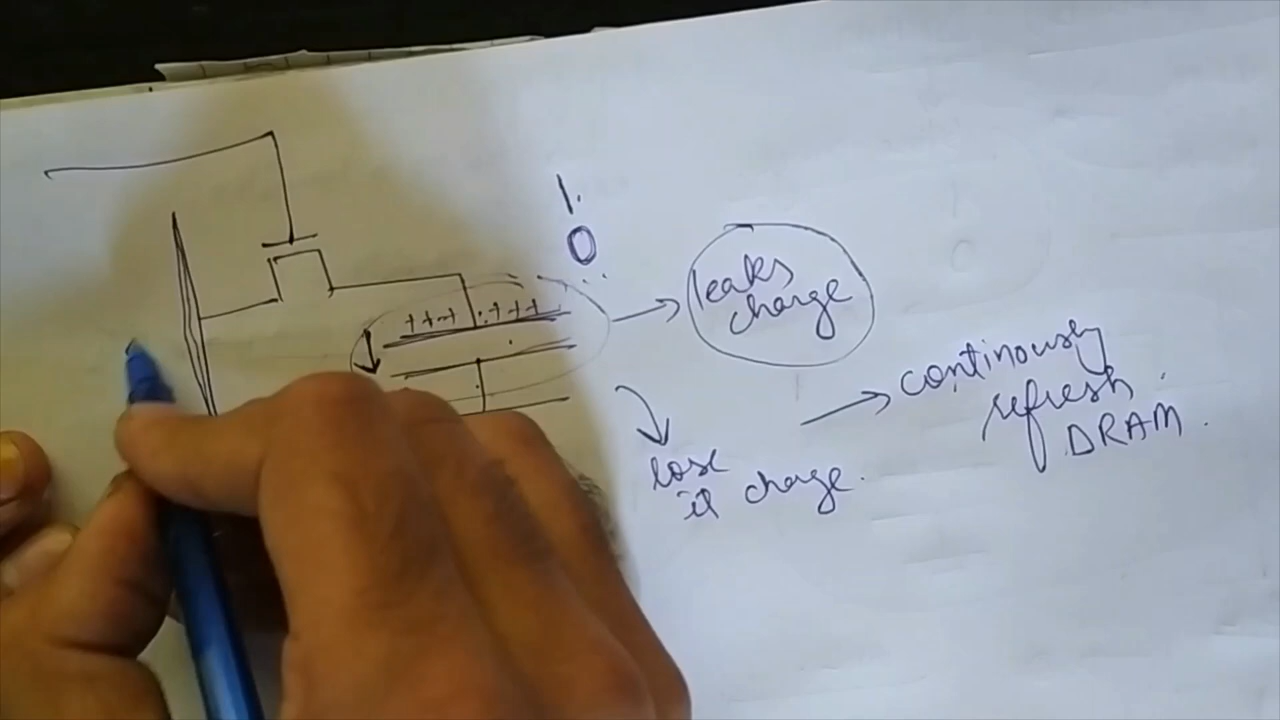 1.
0
+++ +++
leaks
charge
continously
refresh
DRAM.
lose
it charge.